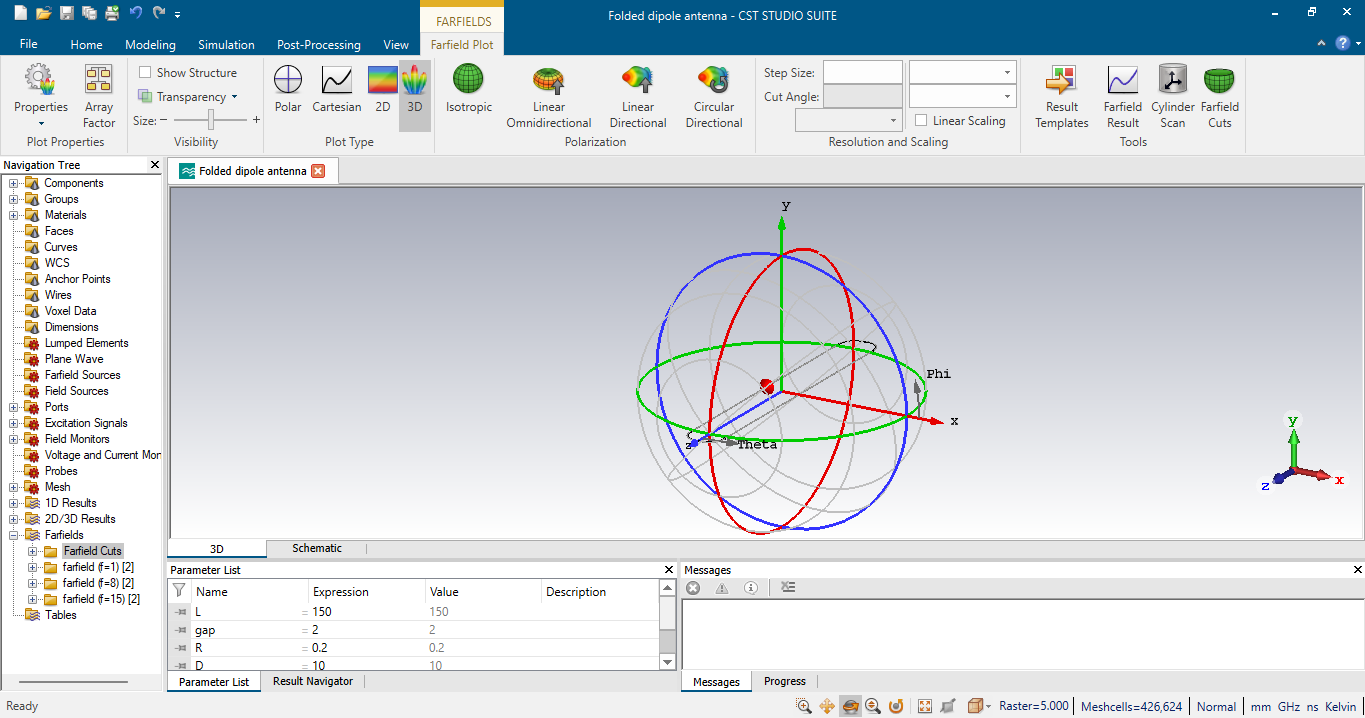 Folded dipole antenna - CST STUDIO SUITE
FARFIELDS
File Home Modeling Simulation Post-Processing View Farfield Plot
Properties
Array Factor
Plot Properties
Show Structure
Transparency
Size:
Visibility
Polar
Cartesian
2D
3D
Plot Type
Isotropic
Linear Omnidirectional
Linear Directional
Circular Directional
Polarization
Step Size:
Cut Angle:
Linear Scaling
Resolution and Scaling
Result Templates
Farfield Result
Cylinder Scan
Farfield Cuts
Tools
Navigation Tree
Components
Groups
Materials
Faces
Curves
WCS
Anchor Points
Wires
Voxel Data
Dimensions
Lumped Elements
Plane Wave
Farfield Sources
Field Sources
Ports
Excitation Signals
Field Monitors
Voltage and Current Mon
Probes
Mesh
1D Results
2D/3D Results
Farfields
Farfield Cuts
farfield (f=1) [2]
farfield (f=8) [2]
farfield (f=15) [2]
Tables
Folded dipole antenna
y
Phi
x
z
Theta
y
z
x
3D Schematic
Parameter List
Name Expression Value Description
L = 150 150
gap = 2 2
R = 0.2 0.2
D = 10 10
Parameter List Result Navigator
Messages
Messages Progress
Ready
Raster=5.000 Meshcells=426,624 Normal mm GHz ns Kelvin